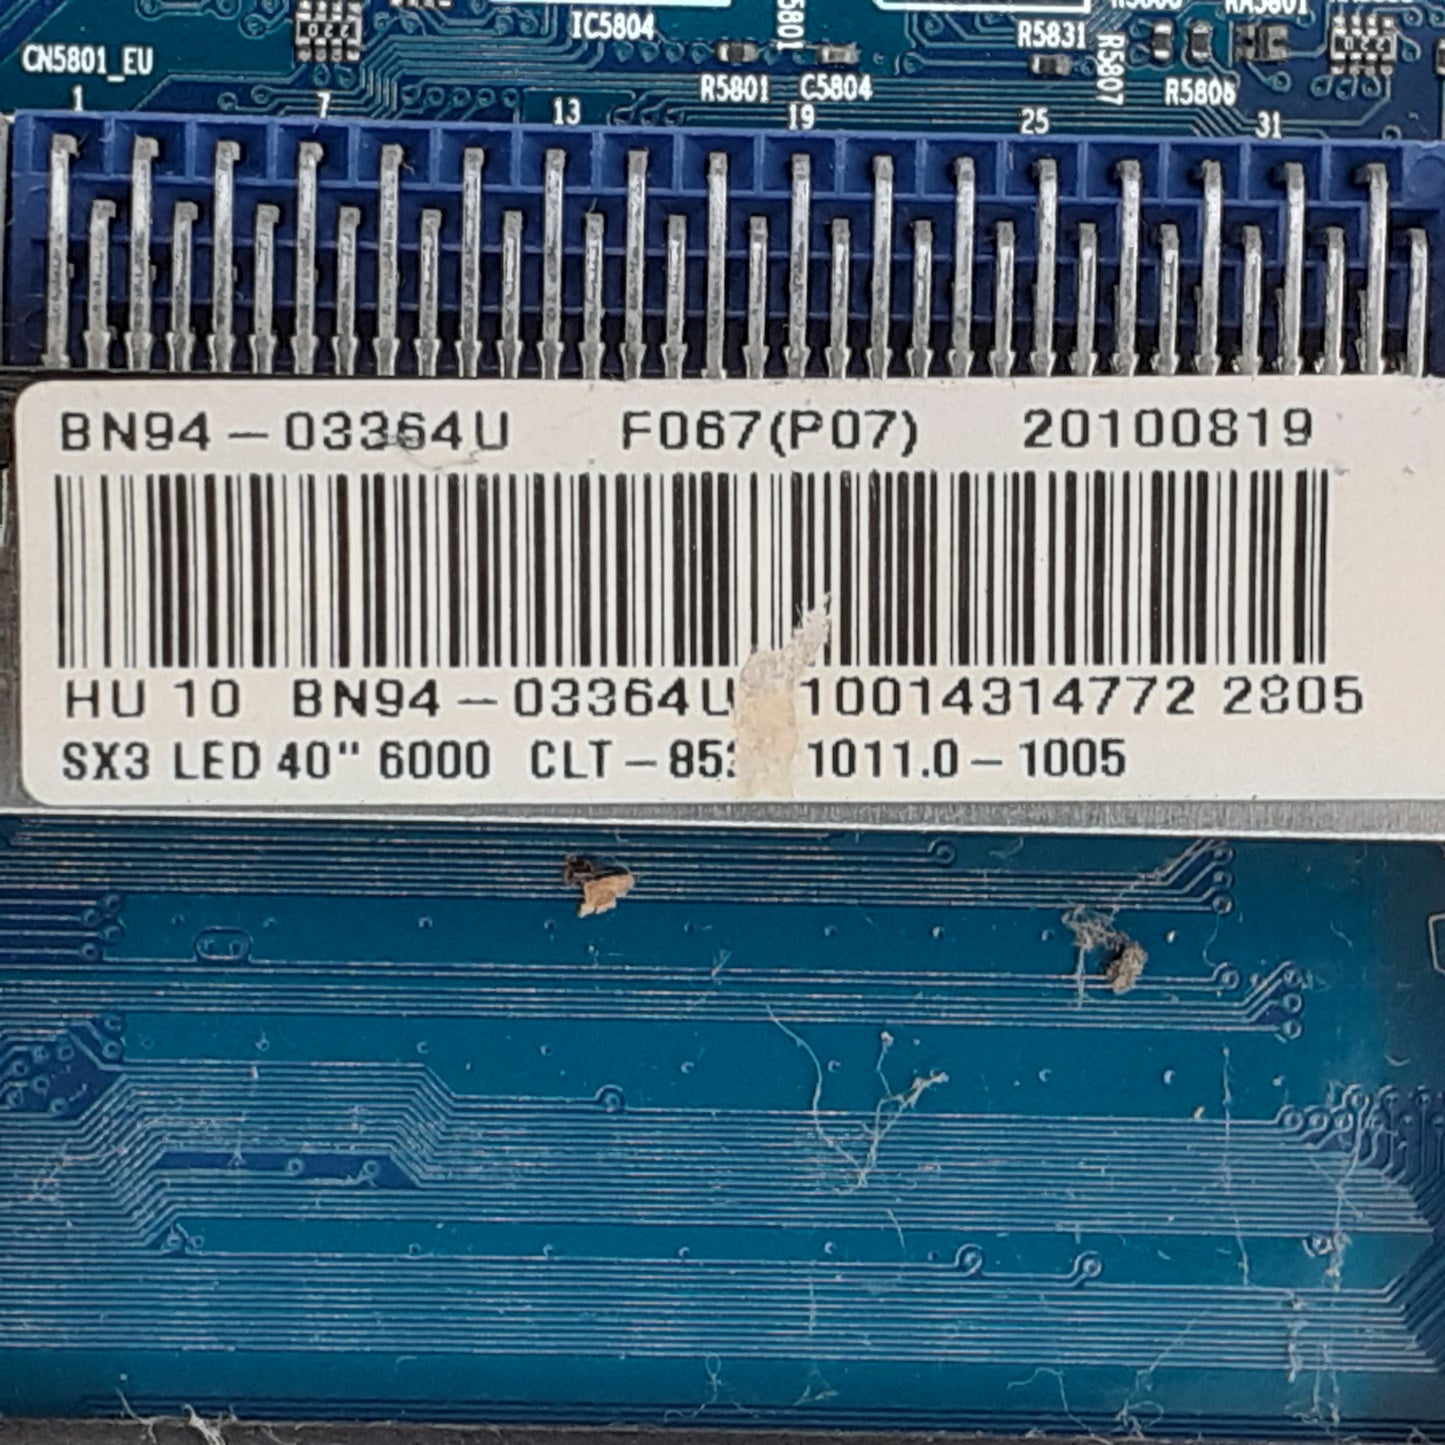 IC5804
5801
R5831
CN5801_EU
R5801 C5804
R5807
R5806
1 7 13 19 25 31
BN94-03364U F067(P07) 20100819
HU 10 BN94-03364U 10014314772 2805
SX3 LED 40" 6000 CLT-85 1011.0-1005